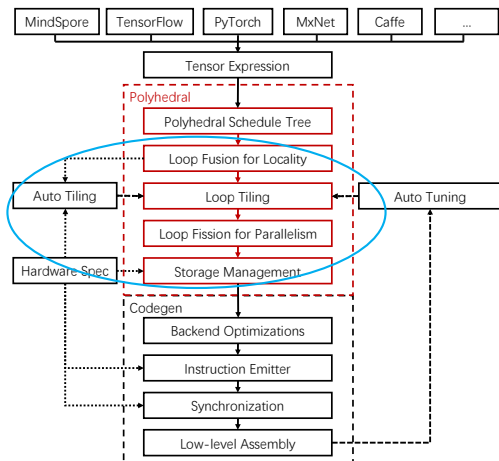 MindSpore
TensorFlow
PyTorch
MxNet
Caffe
...
Tensor Expression
Polyhedral
Polyhedral Schedule Tree
Loop Fusion for Locality
Auto Tiling
Loop Tiling
Auto Tuning
Loop Fission for Parallelism
Hardware Spec
Storage Management
Codegen
Backend Optimizations
Instruction Emitter
Synchronization
Low-level Assembly